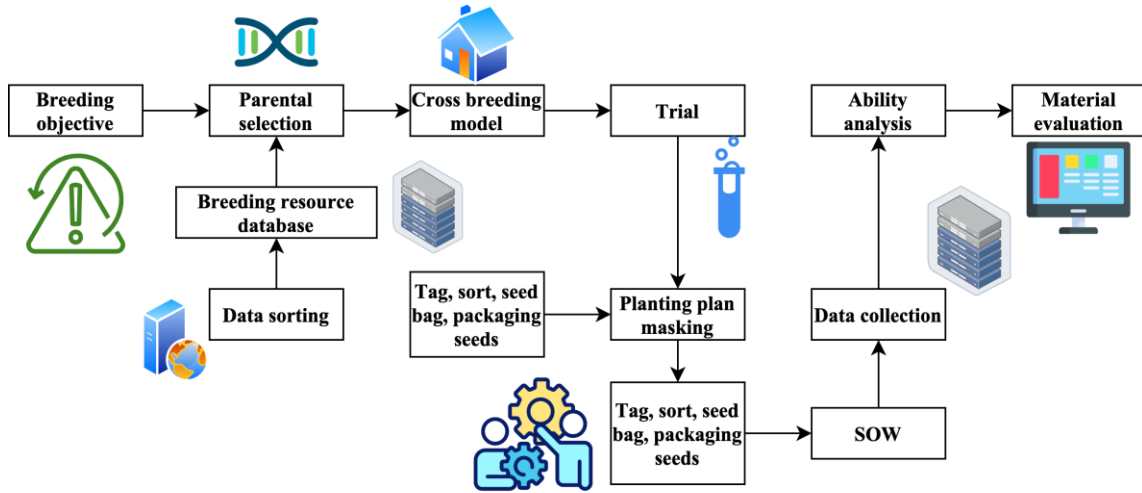 Breeding
objective
Parental
selection
Cross breeding
model
Trial
Ability
analysis
Material
evaluation
Breeding resource
database
Data sorting
Tag, sort, seed
bag, packaging
seeds
Planting plan
masking
Data collection
Tag, sort, seed
bag, packaging
seeds
SOW